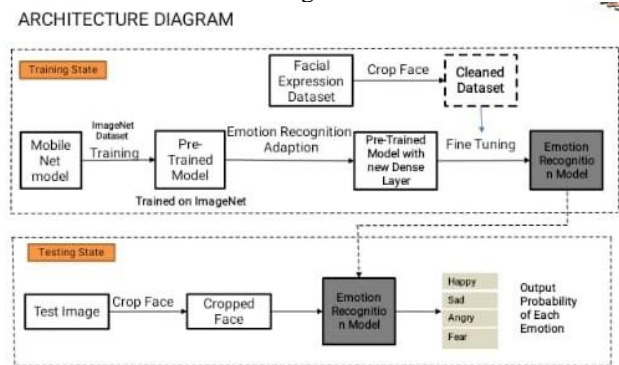 ARCHITECTURE DIAGRAM
Training State
Facial
Expression
Dataset
Crop Face
Cleaned
Dataset
Mobile
Net
model
ImageNet
Dataset
Training
Pre-
Trained
Model
Trained on ImageNet
Emotion Recognition
Adaption
Pre-Trained
Model with
new Dense
Layer
Fine Tuning
Emotion
Recognitio
n Model
Testing State
Test Image
Crop Face
Cropped
Face
Emotion
Recognitio
n Model
Happy
Sad
Angry
Fear
Output
Probability
of Each
Emotion